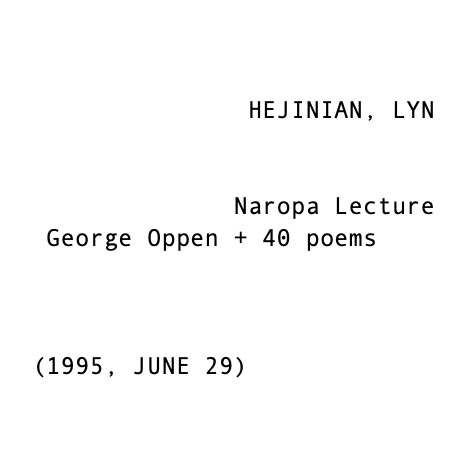 HEJINIAN, LYN
Naropa Lecture
George Oppen + 40 poems
(1995, JUNE 29)